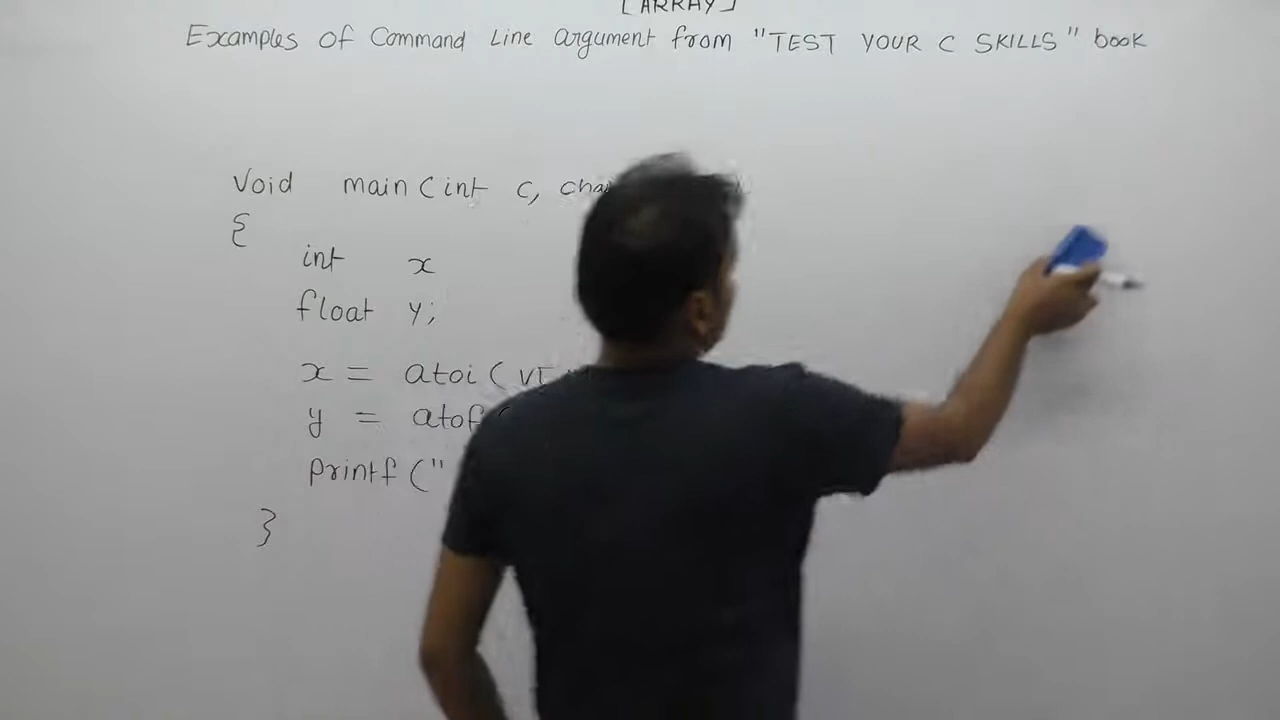 [ARRAY]
Examples of Command Line argument from "TEST YOUR C SKILLS" book
Void main (int c,
{
int x
float y;
x = atoi (
y = atof
Printf ("
}